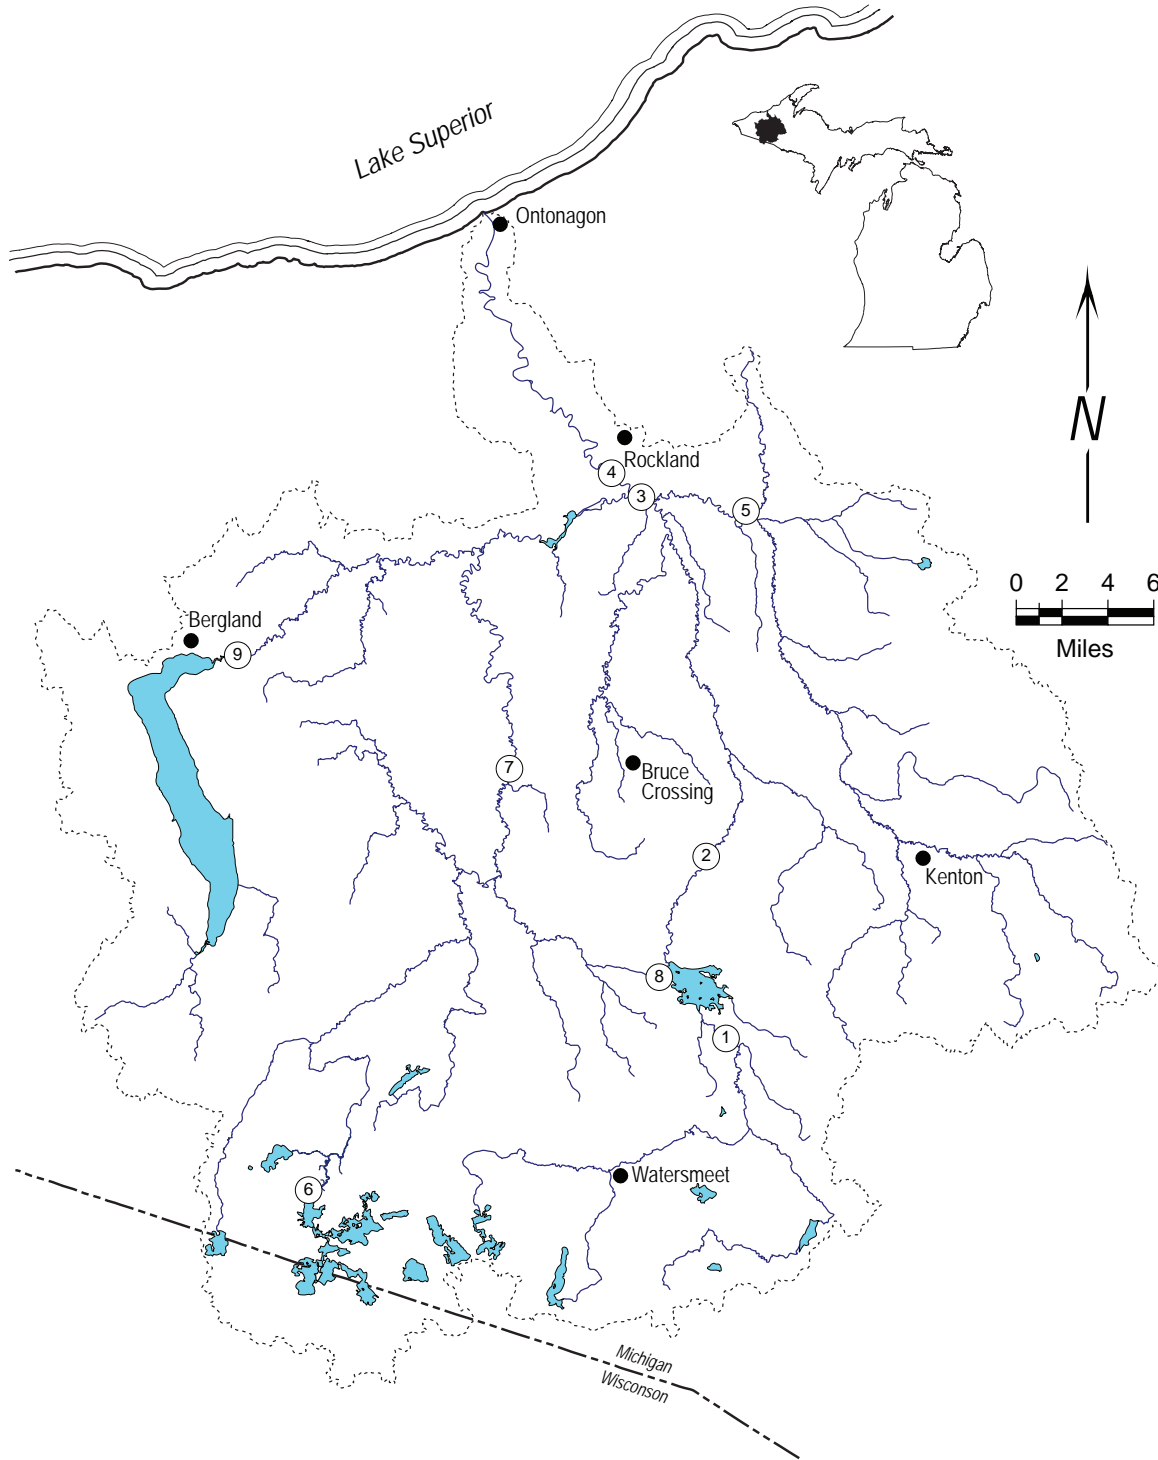 Lake Superior
Ontonagon
N
Rockland
4
3
5
0 2 4 6
Miles
Bergland
9
7
Bruce
Crossing
2
Kenton
8
1
Watersmeet
6
Michigan
Wisconson